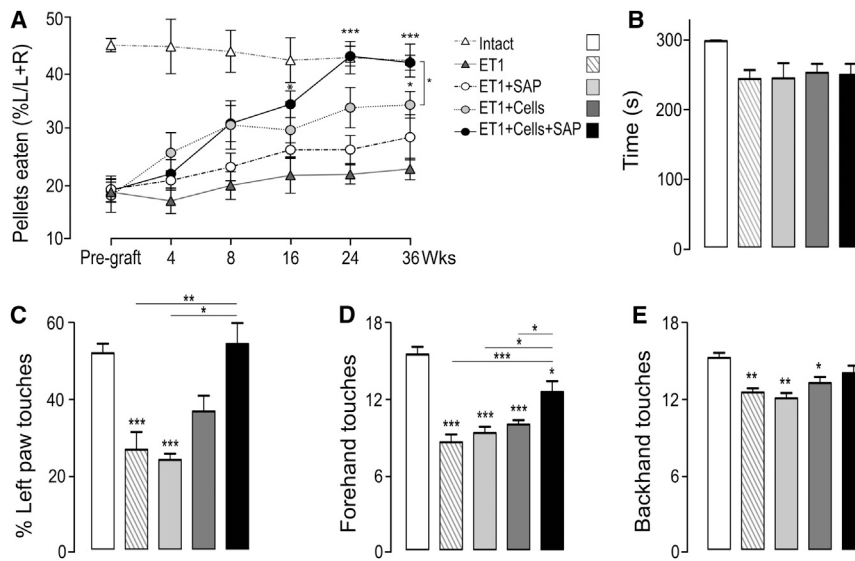 A
Pellets eaten (%L/L+R)
50
40
30
20
10
Pre-graft 4 8 16 24 36 Wks
*
***
***
*
*
Intact
ET1
ET1+SAP
ET1+Cells
ET1+Cells+SAP
B
Time (s)
300
200
100
0
C
% Left paw touches
60
40
20
0
**
*
***
***
D
Forehand touches
18
12
6
0
*
*
***
*
***
***
***
E
Backhand touches
18
12
6
0
**
**
*